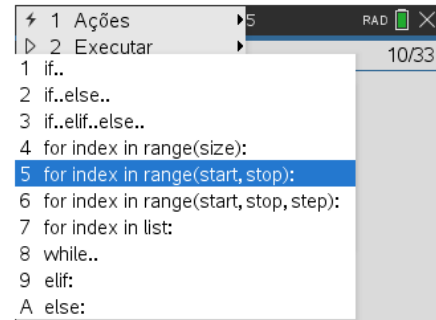 1 Ações
5
RAD
2 Executar
10/33
1 if..
2 if..else..
3 if..elif..else..
4 for index in range(size):
5 for index in range(start, stop):
6 for index in range(start, stop, step):
7 for index in list:
8 while..
9 elif:
A else: